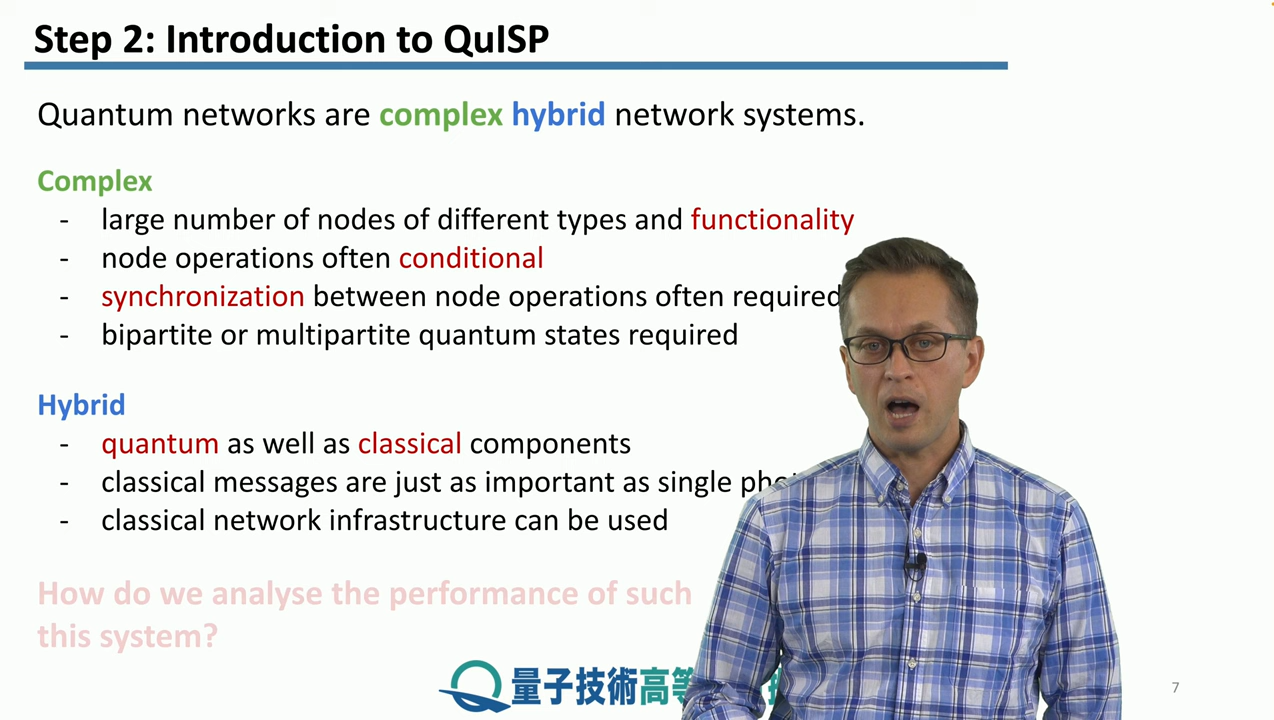 Step 2: Introduction to QuISP
Quantum networks are complex hybrid network systems.
Complex
- large number of nodes of different types and functionality
- node operations often conditional
- synchronization between node operations often required
- bipartite or multipartite quantum states required
Hybrid
- quantum as well as classical components
- classical messages are just as important as single
- classical network infrastructure can be used
How do we analyse the performance of such
this system?
量子技術高等
7